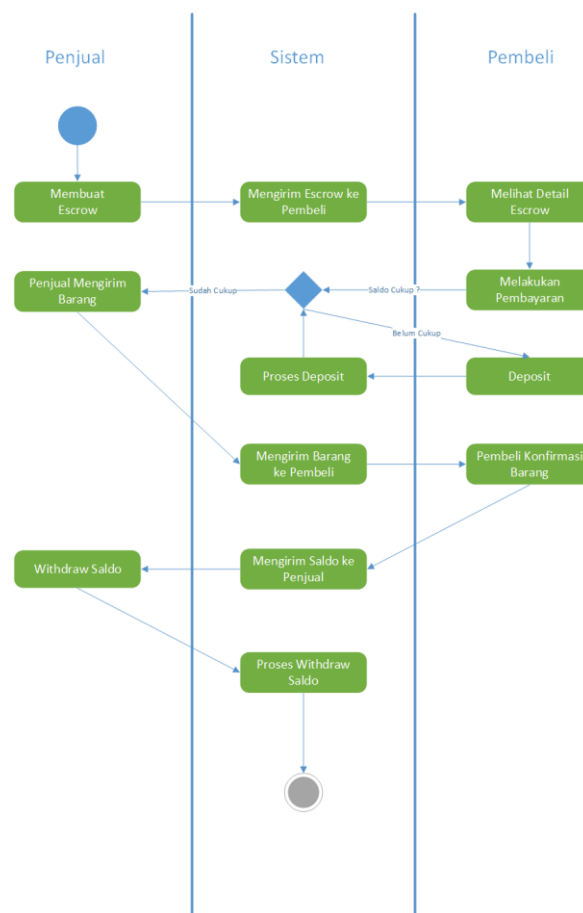 Penjual
Sistem
Pembeli
Membuat
Escrow
Mengirim Escrow ke
Pembeli
Melihat Detail
Escrow
Penjual Mengirim
Barang
Sudah Cukup
Saldo Cukup ?
Melakukan
Pembayaran
Belum Cukup
Proses Deposit
Deposit
Mengirim Barang
ke Pembeli
Pembeli Konfirmasi
Barang
Withdraw Saldo
Mengirim Saldo ke
Penjual
Proses Withdraw
Saldo